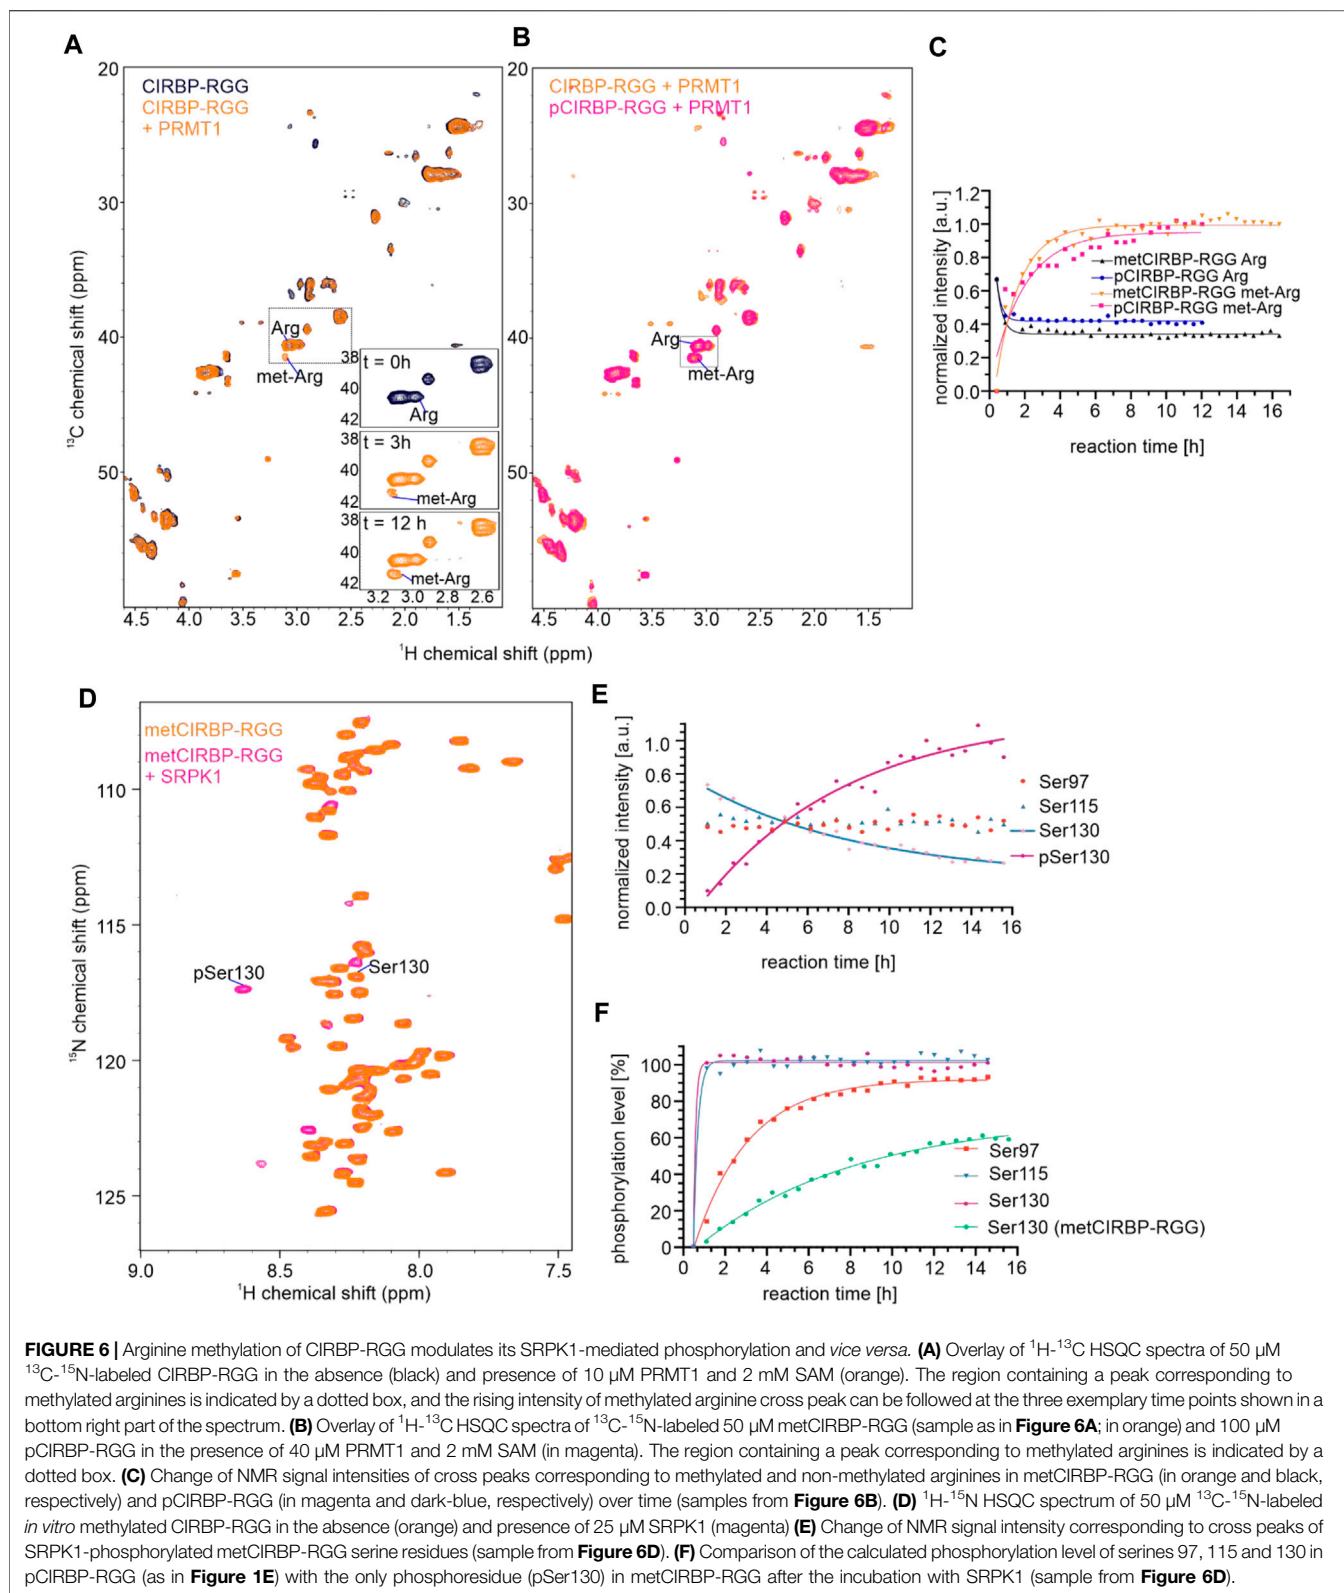 A
B
C
CIRBP-RGG
CIRBP-RGG
+ PRMT1
20
30
40
50
¹³C chemical shift (ppm)
Arg
met-Arg
38
40
42
t = 0h
Arg
38
40
42
t = 3h
met-Arg
38
40
42
t = 12 h
met-Arg
3.2 3.0 2.8 2.6
4.5 4.0 3.5 3.0 2.5 2.0 1.5
CIRBP-RGG + PRMT1
pCIRBP-RGG + PRMT1
20
30
40
50
Arg
met-Arg
4.5 4.0 3.5 3.0 2.5 2.0 1.5
¹H chemical shift (ppm)
normalized intensity [a.u.]
1.2
1.0
0.8
0.6
0.4
0.2
0.0
metCIRBP-RGG Arg
pCIRBP-RGG Arg
metCIRBP-RGG met-Arg
pCIRBP-RGG met-Arg
0 2 4 6 8 10 12 14 16
reaction time [h]
D
metCIRBP-RGG
metCIRBP-RGG
+ SRPK1
110
115
120
125
¹⁵N chemical shift (ppm)
pSer130
Ser130
9.0 8.5 8.0 7.5
¹H chemical shift (ppm)
E
normalized intensity [a.u.]
1.0
0.6
0.6
0.4
0.2
0.0
Ser97
Ser115
Ser130
pSer130
0 2 4 6 8 10 12 14 16
reaction time [h]
F
phosphorylation level [%]
100
80
60
40
20
0
Ser97
Ser115
Ser130
Ser130 (metCIRBP-RGG)
0 2 4 6 8 10 12 14 16
reaction time [h]
FIGURE 6 | Arginine methylation of CIRBP-RGG modulates its SRPK1-mediated phosphorylation and vice versa. (A) Overlay of ¹H-¹³C HSQC spectra of 50 µM
¹³C-¹⁵N-labeled CIRBP-RGG in the absence (black) and presence of 10 µM PRMT1 and 2 mM SAM (orange). The region containing a peak corresponding to
methylated arginines is indicated by a dotted box, and the rising intensity of methylated arginine cross peak can be followed at the three exemplary time points shown in a
bottom right part of the spectrum. (B) Overlay of ¹H-¹³C HSQC spectra of ¹³C-¹⁵N-labeled 50 µM metCIRBP-RGG (sample as in Figure 6A; in orange) and 100 µM
pCIRBP-RGG in the presence of 40 µM PRMT1 and 2 mM SAM (in magenta). The region containing a peak corresponding to methylated arginines is indicated by a
dotted box. (C) Change of NMR signal intensities of cross peaks corresponding to methylated and non-methylated arginines in metCIRBP-RGG (in orange and black,
respectively) and pCIRBP-RGG (in magenta and dark-blue, respectively) over time (samples from Figure 6B). (D) ¹H-¹⁵N HSQC spectrum of 50 µM ¹³C-¹⁵N-labeled
in vitro methylated CIRBP-RGG in the absence (orange) and presence of 25 µM SRPK1 (magenta) (E) Change of NMR signal intensity corresponding to cross peaks of
SRPK1-phosphorylated metCIRBP-RGG serine residues (sample from Figure 6D). (F) Comparison of the calculated phosphorylation level of serines 97, 115 and 130 in
pCIRBP-RGG (as in Figure 1E) with the only phosphoresidue (pSer130) in metCIRBP-RGG after the incubation with SRPK1 (sample from Figure 6D).